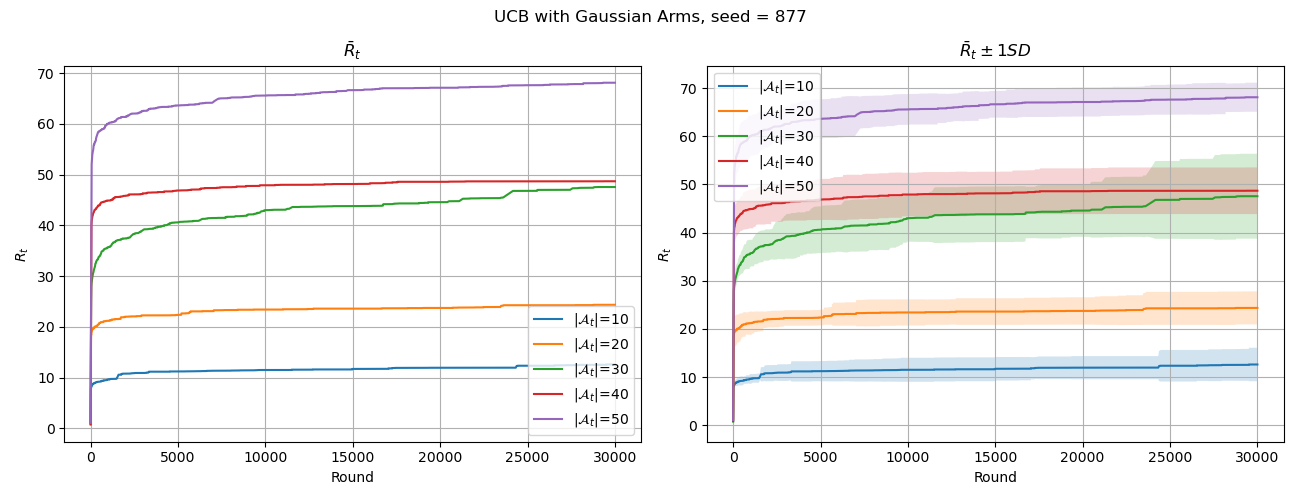 UCB with Gaussian Arms, seed = 877
R̄ₜ
70
60
50
40
30
20
10
0
Rₜ
|𝒜ₜ|=10
|𝒜ₜ|=20
|𝒜ₜ|=30
|𝒜ₜ|=40
|𝒜ₜ|=50
0 5000 10000 15000 20000 25000 30000
Round
R̄ₜ ± 1SD
70
60
50
40
30
20
10
0
Rₜ
|𝒜ₜ|=10
|𝒜ₜ|=20
|𝒜ₜ|=30
|𝒜ₜ|=40
|𝒜ₜ|=50
0 5000 10000 15000 20000 25000 30000
Round